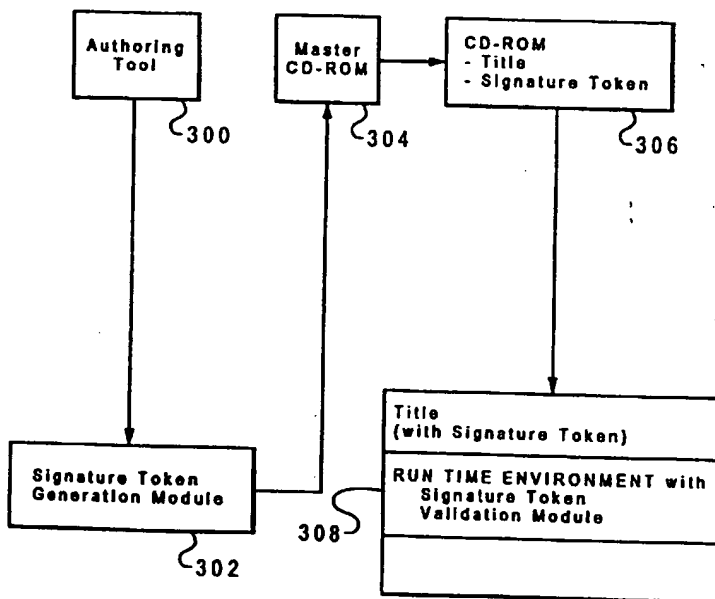 Authoring
Tool
300
Master
CD-ROM
304
CD-ROM
- Title
- Signature Token
306
Signature Token
Generation Module
302
Title
{with Signature Token}
RUN TIME ENVIRONMENT with
Signature Token
Validation Module
308